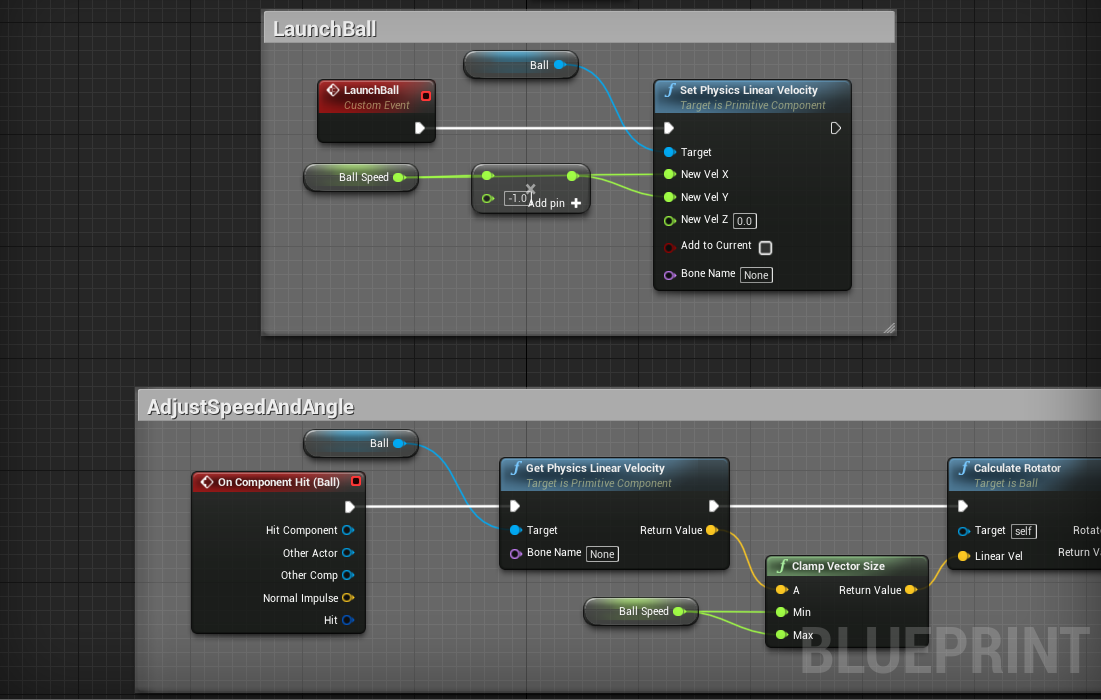 LaunchBall
Ball
LaunchBall
Custom Event
Set Physics Linear Velocity
Target is Primitive Component
Target
Ball Speed
New Vel X
-1.0
Add pin
New Vel Y
New Vel Z 0.0
Add to Current
Bone Name None
AdjustSpeedAndAngle
Ball
On Component Hit (Ball)
Hit Component
Other Actor
Other Comp
Normal Impulse
Hit
Get Physics Linear Velocity
Target is Primitive Component
Target
Return Value
Bone Name None
Ball Speed
Clamp Vector Size
A
Return Value
Min
Max
Calculate Rotator
Target is Ball
Target self
Rotat
Linear Vel
Return V
BLUEPRINT